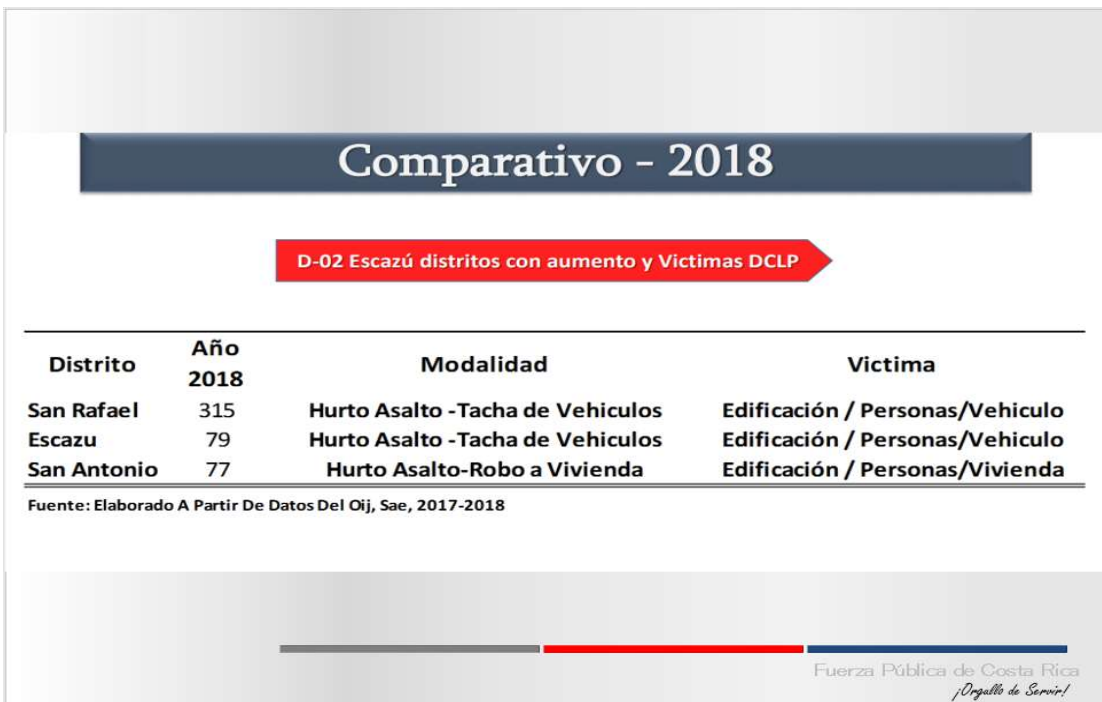 Comparativo - 2018
D-02 Escazú distritos con aumento y Victimas DCLP
Distrito Año 2018 Modalidad Victima
San Rafael 315 Hurto Asalto -Tacha de Vehiculos Edificación / Personas/Vehiculo
Escazu 79 Hurto Asalto -Tacha de Vehiculos Edificación / Personas/Vehiculo
San Antonio 77 Hurto Asalto-Robo a Vivienda Edificación / Personas/Vivienda
Fuente: Elaborado A Partir De Datos Del Oij, Sae, 2017-2018
Fuerza Pública de Costa Rica
¡Orgullo de Servir!